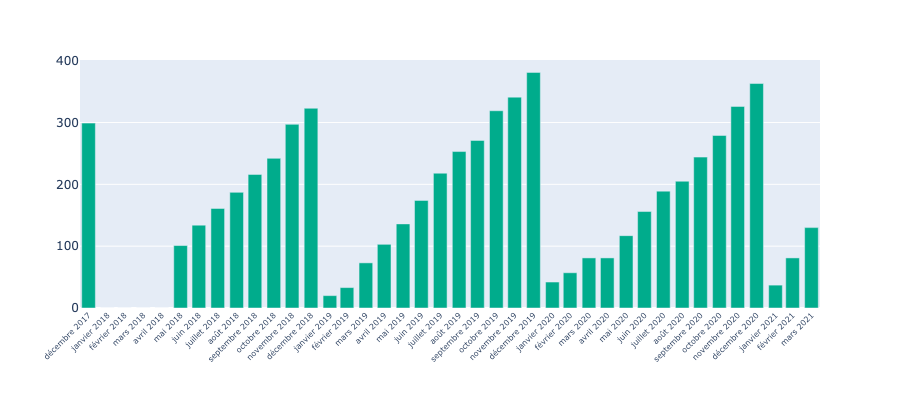 400
300
200
100
0
décembre 2017
janvier 2018
février 2018
mars 2018
avril 2018
mai 2018
juin 2018
juillet 2018
août 2018
septembre 2018
octobre 2018
novembre 2018
décembre 2018
janvier 2019
février 2019
mars 2019
avril 2019
mai 2019
juin 2019
juillet 2019
août 2019
septembre 2019
octobre 2019
novembre 2019
décembre 2019
janvier 2020
février 2020
mars 2020
avril 2020
mai 2020
juin 2020
juillet 2020
août 2020
septembre 2020
octobre 2020
novembre 2020
décembre 2020
janvier 2021
février 2021
mars 2021